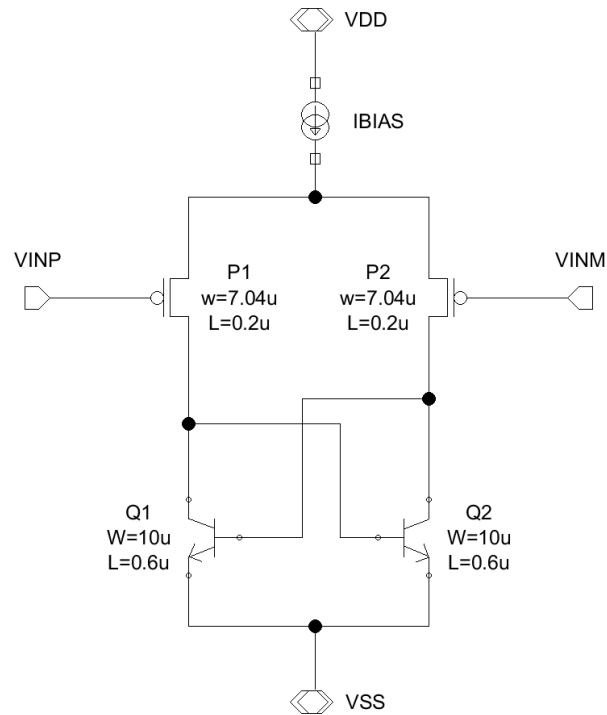 VDD
IBIAS
VINP
P1
w=7.04u
L=0.2u
P2
w=7.04u
L=0.2u
VINM
Q1
W=10u
L=0.6u
Q2
W=10u
L=0.6u
VSS